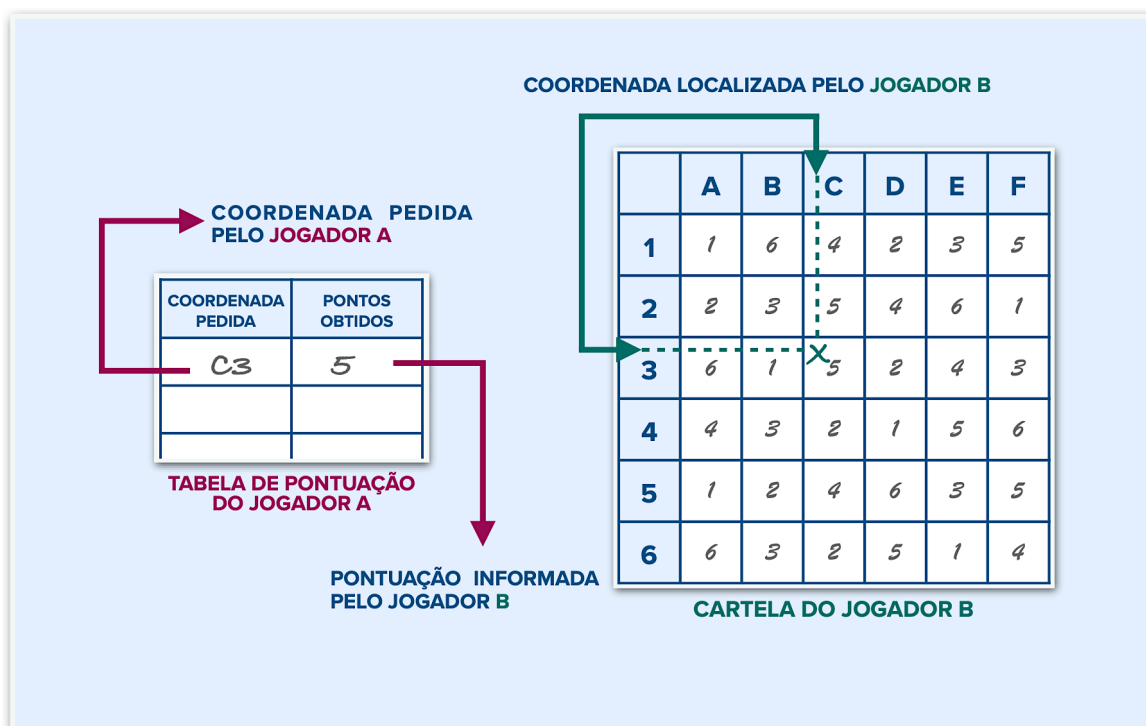 COORDENADA LOCALIZADA PELO JOGADOR B
COORDENADA PEDIDA
PELO JOGADOR A
COORDENADA
PEDIDA
PONTOS
OBTIDOS
C3 5
TABELA DE PONTUAÇÃO
DO JOGADOR A
PONTUAÇÃO INFORMADA
PELO JOGADOR B
A B C D E F
1 1 6 4 2 3 5
2 2 3 5 4 6 1
3 6 1 5 2 4 3
4 4 3 2 1 5 6
5 1 2 4 6 3 5
6 6 3 2 5 1 4
CARTELA DO JOGADOR B